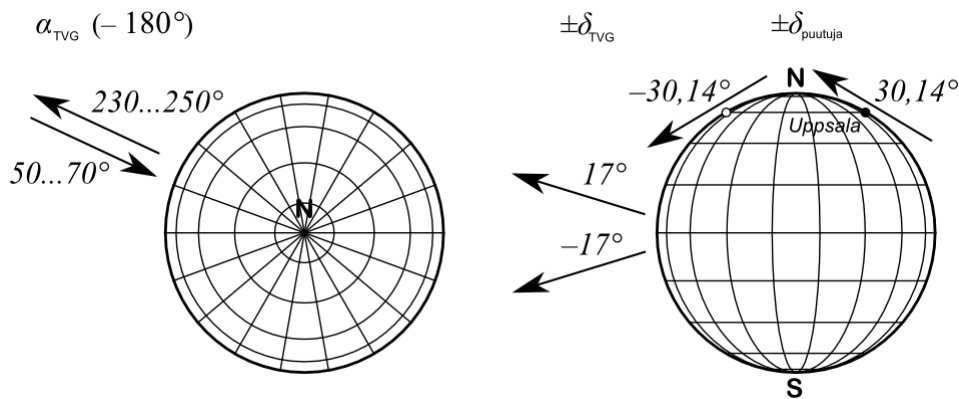 α_TVG (– 180°)
±δ_TVG
±δ_puutuja
230...250°
50...70°
N
N
–30,14°
30,14°
Uppsala
17°
–17°
S